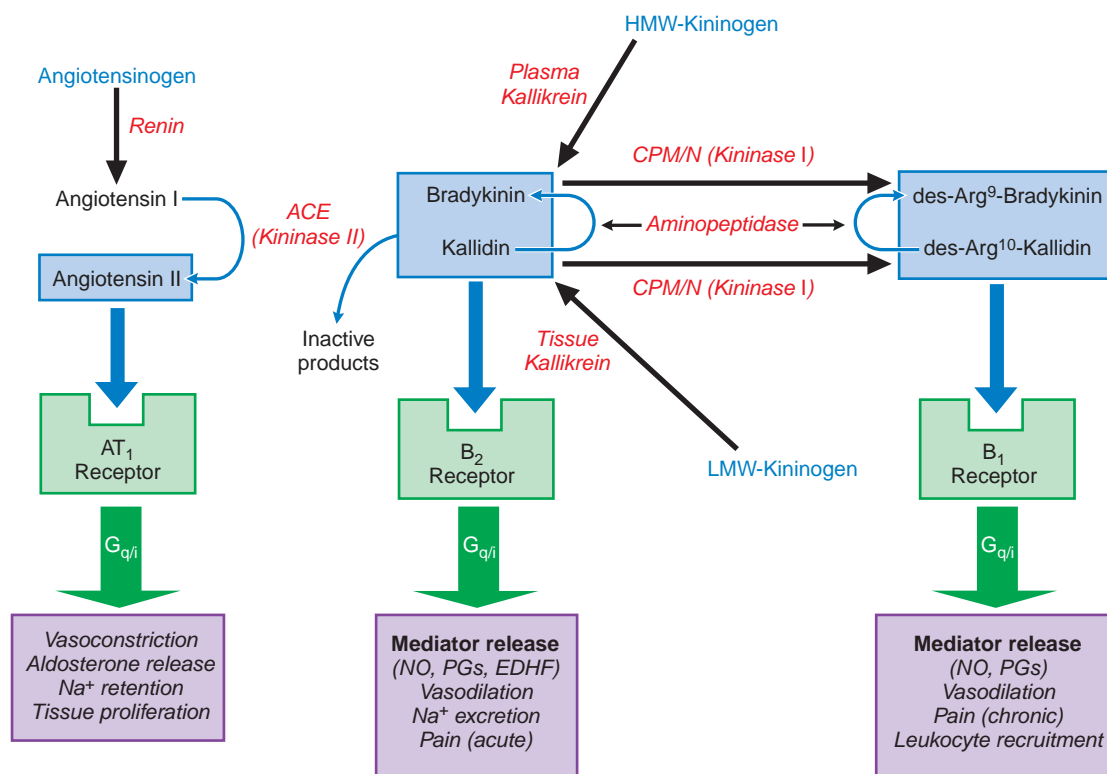 Angiotensinogen
Renin
Angiotensin I
ACE
(Kininase II)
Angiotensin II
AT₁
Receptor
G_q/i
Vasoconstriction
Aldosterone release
Na⁺ retention
Tissue proliferation
HMW-Kininogen
Plasma
Kallikrein
Bradykinin
Kallidin
Inactive
products
CPM/N (Kininase I)
Aminopeptidase
CPM/N (Kininase I)
Tissue
Kallikrein
LMW-Kininogen
B₂
Receptor
G_q/i
Mediator release
(NO, PGs, EDHF)
Vasodilation
Na⁺ excretion
Pain (acute)
des-Arg⁹-Bradykinin
des-Arg¹⁰-Kallidin
B₁
Receptor
G_q/i
Mediator release
(NO, PGs)
Vasodilation
Pain (chronic)
Leukocyte recruitment